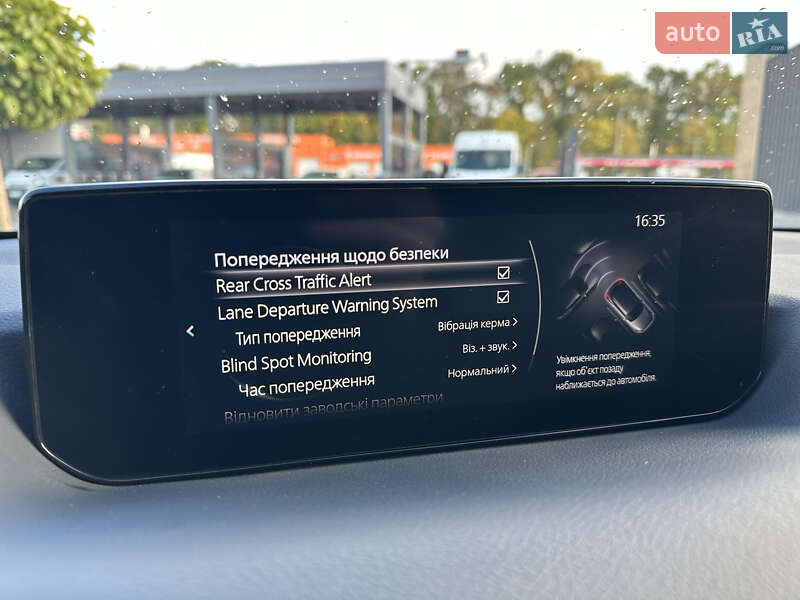 auto RIA
16:35
Попередження щодо безпеки
Rear Cross Traffic Alert
Lane Departure Warning System
Тип попередження Вібрація керма
Blind Spot Monitoring Віз. + звук.
Час попередження Нормальний
Відновити заводські параметри
Увімкнення попередження,
якщо об'єкт позаду
наближається до автомобіля.